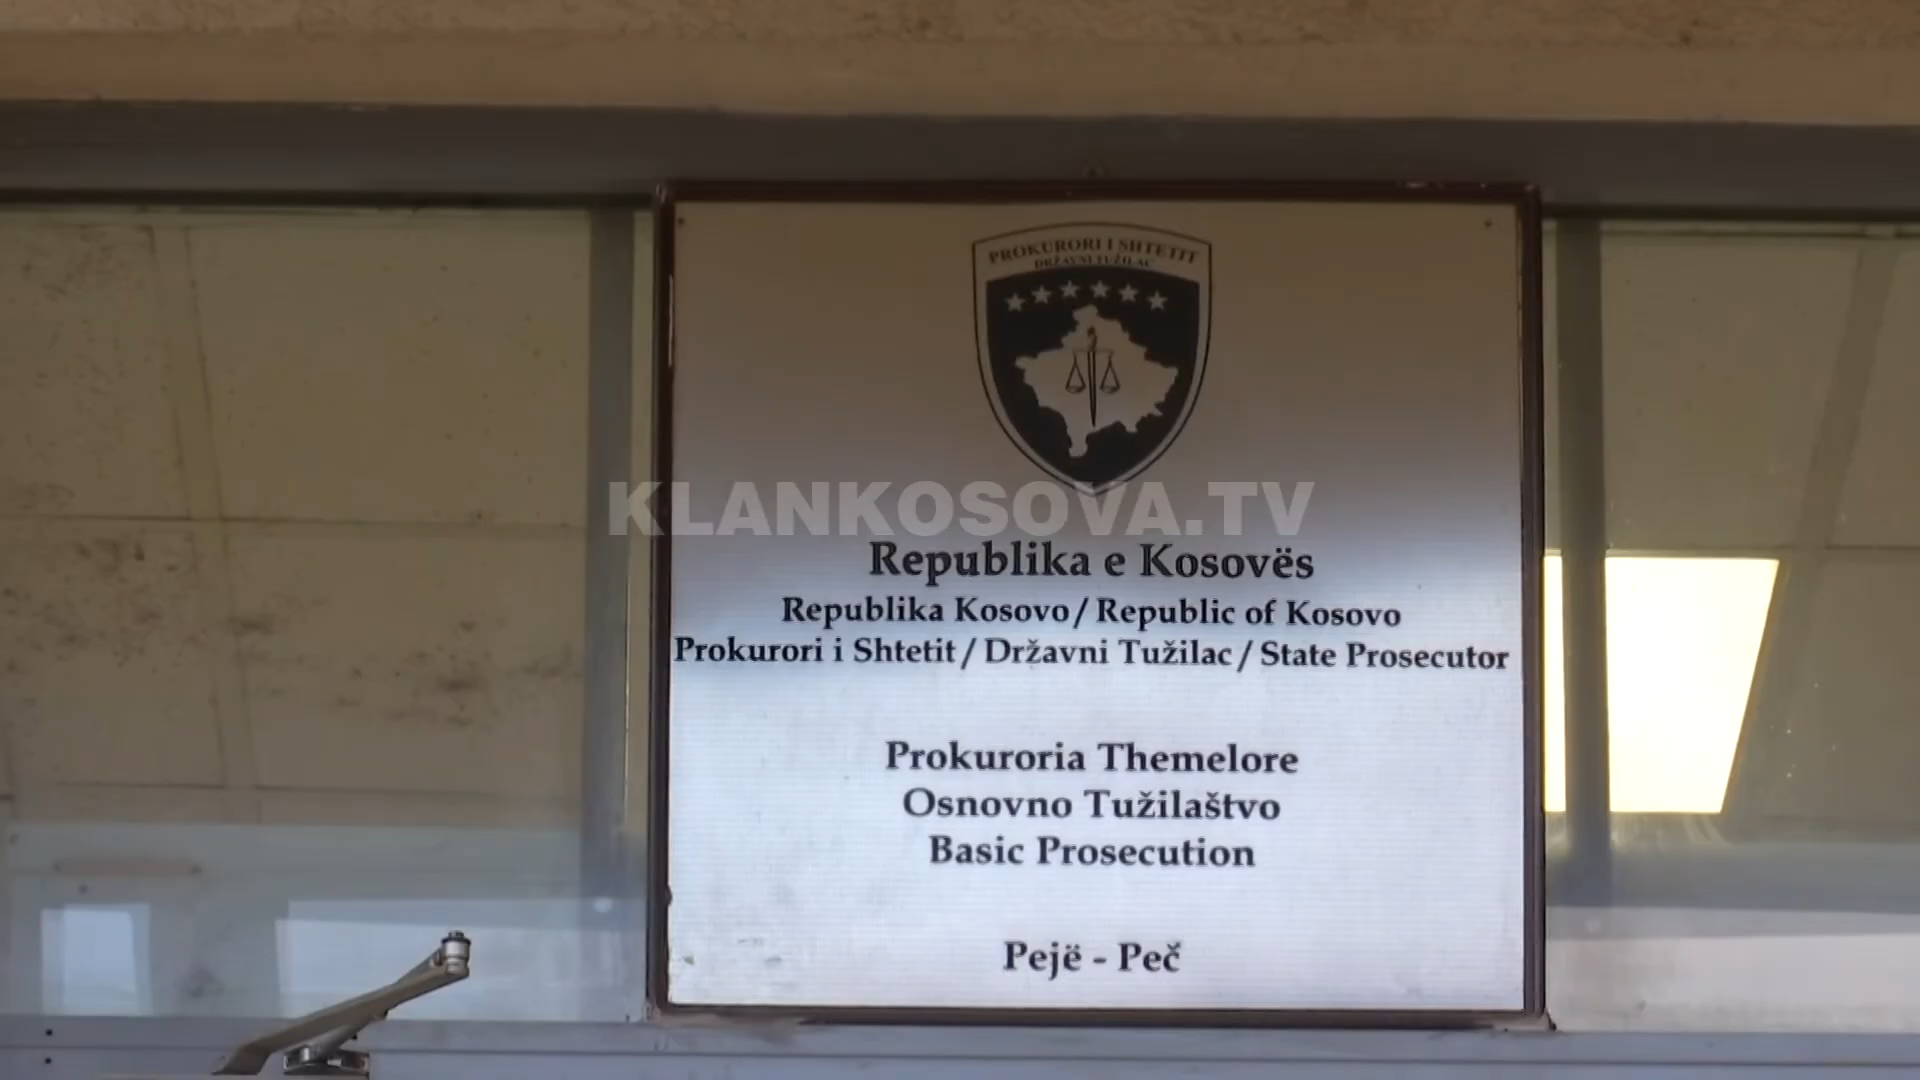 PROKURORI I SHTETIT
DRŽAVNI TUŽILAC
KLANKOSOVA.TV
Republika e Kosovës
Republika Kosovo / Republic of Kosovo
Prokurori i Shtetit / Državni Tužilac / State Prosecutor
Prokuroria Themelore
Osnovno Tužilaštvo
Basic Prosecution
Pejë - Peč